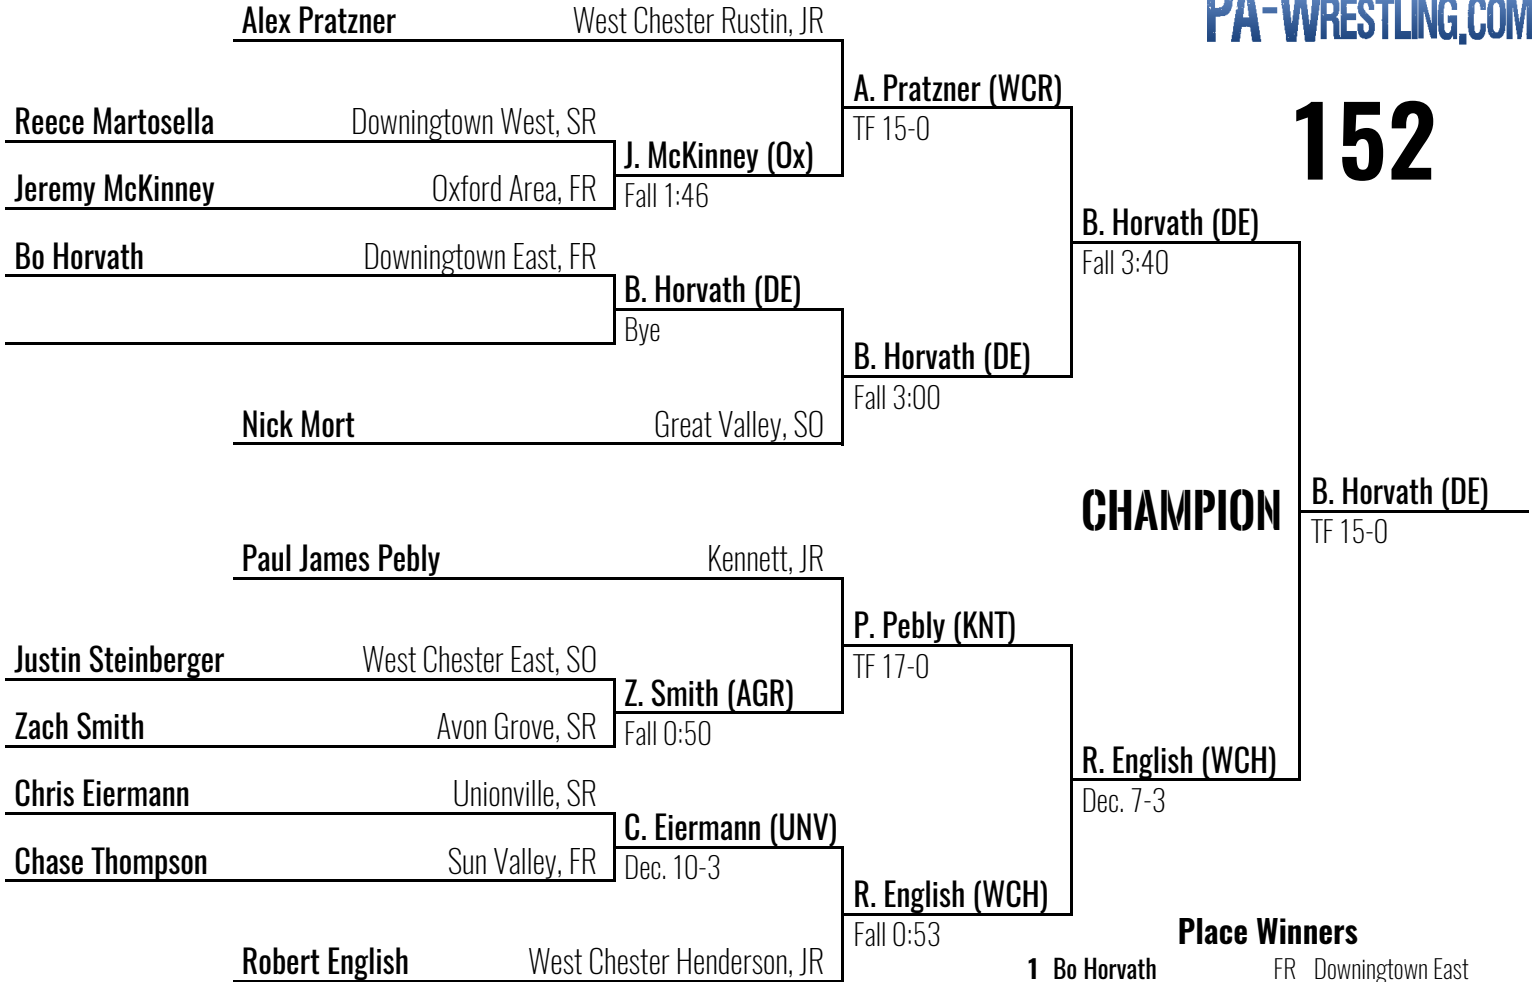 PA-WRESTLING.COM
152
Alex Pratzner West Chester Rustin, JR
A. Pratzner (WCR)
TF 15-0
Reece Martosella Downingtown West, SR
J. McKinney (Ox)
Fall 1:46
Jeremy McKinney Oxford Area, FR
B. Horvath (DE)
Fall 3:40
Bo Horvath Downingtown East, FR
B. Horvath (DE)
Bye
B. Horvath (DE)
Fall 3:00
Nick Mort Great Valley, SO
CHAMPION
B. Horvath (DE)
TF 15-0
Paul James Pebly Kennett, JR
P. Pebly (KNT)
TF 17-0
Justin Steinberger West Chester East, SO
Z. Smith (AGR)
Fall 0:50
Zach Smith Avon Grove, SR
R. English (WCH)
Dec. 7-3
Chris Eiermann Unionville, SR
C. Eiermann (UNV)
Dec. 10-3
Chase Thompson Sun Valley, FR
R. English (WCH)
Fall 0:53
Robert English West Chester Henderson, JR
Place Winners
1 Bo Horvath FR Downingtown East